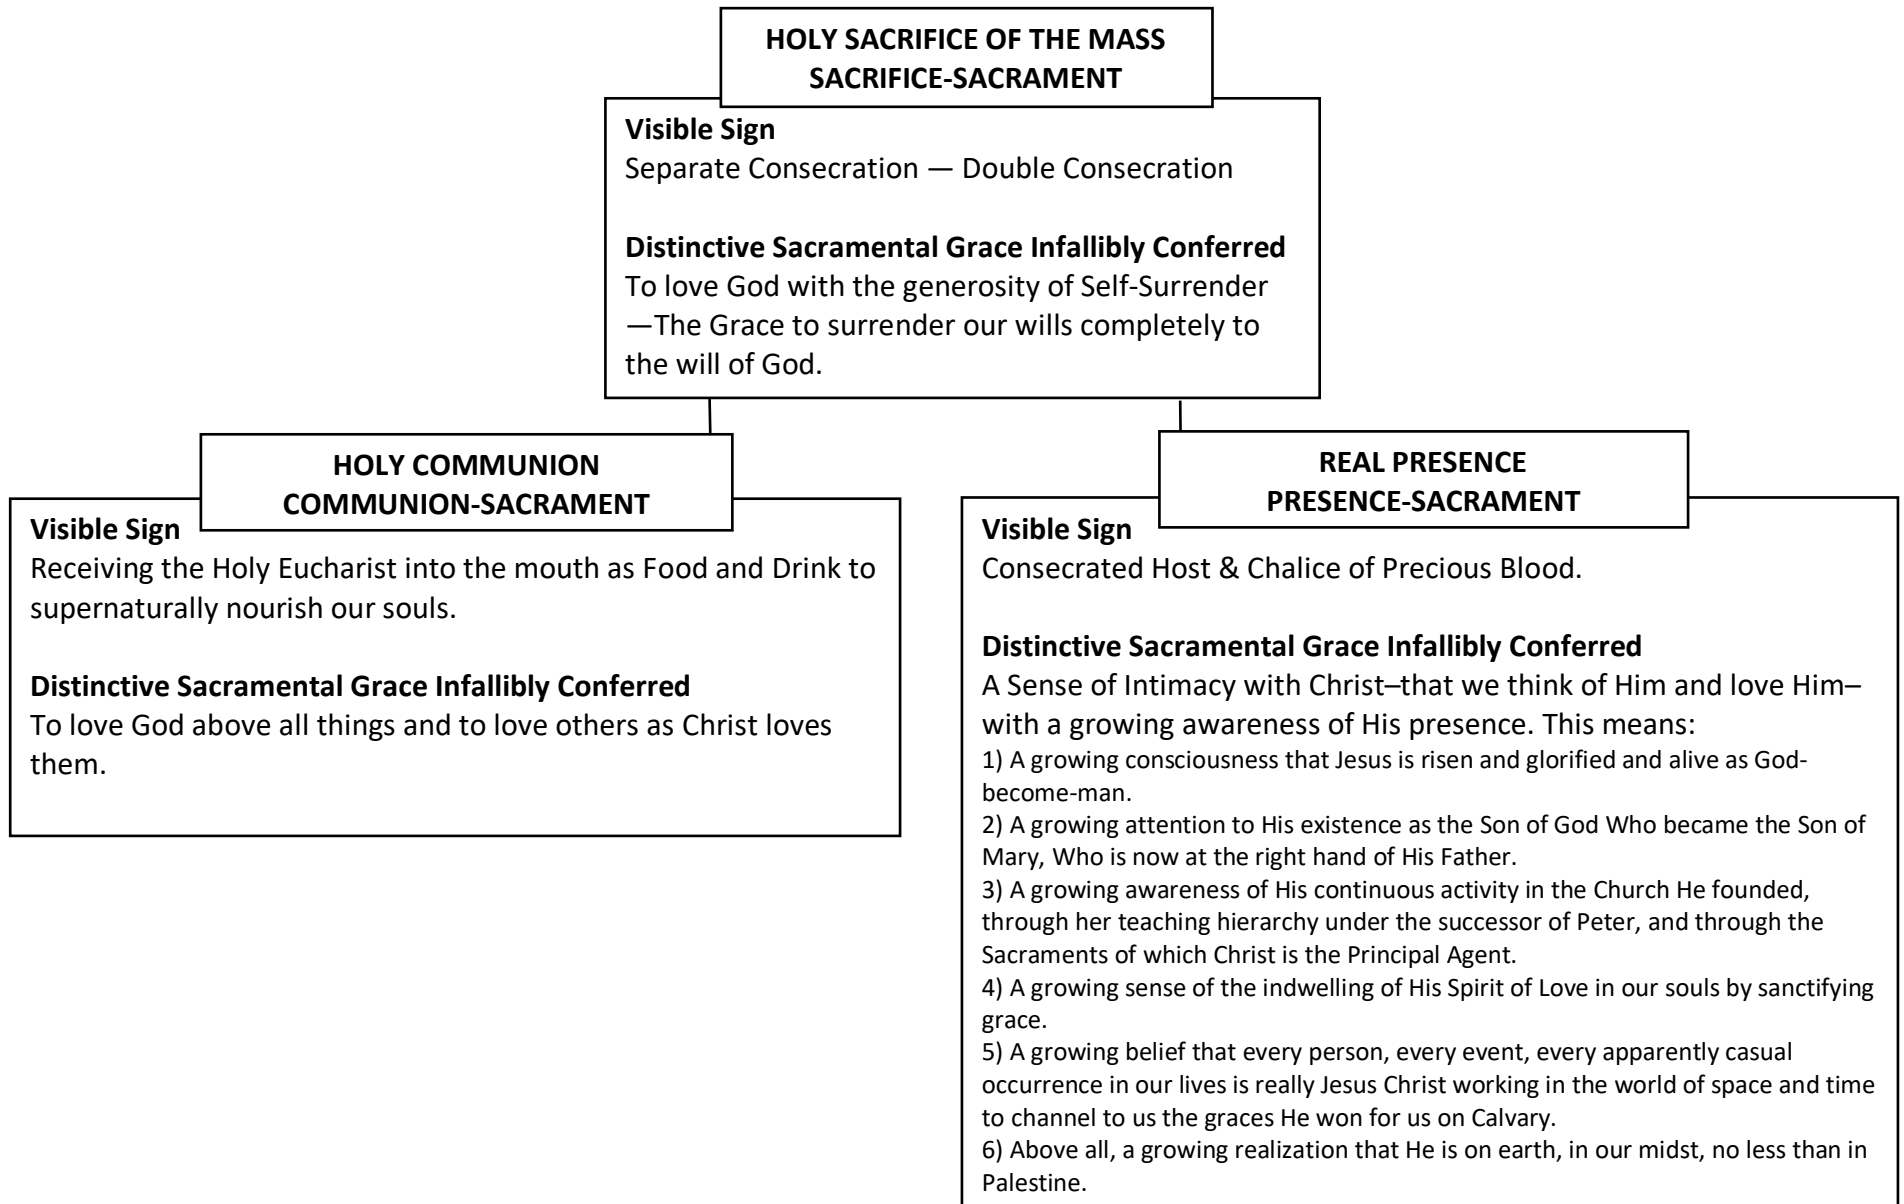 HOLY SACRIFICE OF THE MASS
SACRIFICE-SACRAMENT
Visible Sign
Separate Consecration — Double Consecration
Distinctive Sacramental Grace Infallibly Conferred
To love God with the generosity of Self-Surrender
—The Grace to surrender our wills completely to
the will of God.
HOLY COMMUNION
COMMUNION-SACRAMENT
Visible Sign
Receiving the Holy Eucharist into the mouth as Food and Drink to
supernaturally nourish our souls.
Distinctive Sacramental Grace Infallibly Conferred
To love God above all things and to love others as Christ loves
them.
REAL PRESENCE
PRESENCE-SACRAMENT
Visible Sign
Consecrated Host & Chalice of Precious Blood.
Distinctive Sacramental Grace Infallibly Conferred
A Sense of Intimacy with Christ–that we think of Him and love Him–
with a growing awareness of His presence. This means:
1) A growing consciousness that Jesus is risen and glorified and alive as God-
become-man.
2) A growing attention to His existence as the Son of God Who became the Son of
Mary, Who is now at the right hand of His Father.
3) A growing awareness of His continuous activity in the Church He founded,
through her teaching hierarchy under the successor of Peter, and through the
Sacraments of which Christ is the Principal Agent.
4) A growing sense of the indwelling of His Spirit of Love in our souls by sanctifying
grace.
5) A growing belief that every person, every event, every apparently casual
occurrence in our lives is really Jesus Christ working in the world of space and time
to channel to us the graces He won for us on Calvary.
6) Above all, a growing realization that He is on earth, in our midst, no less than in
Palestine.